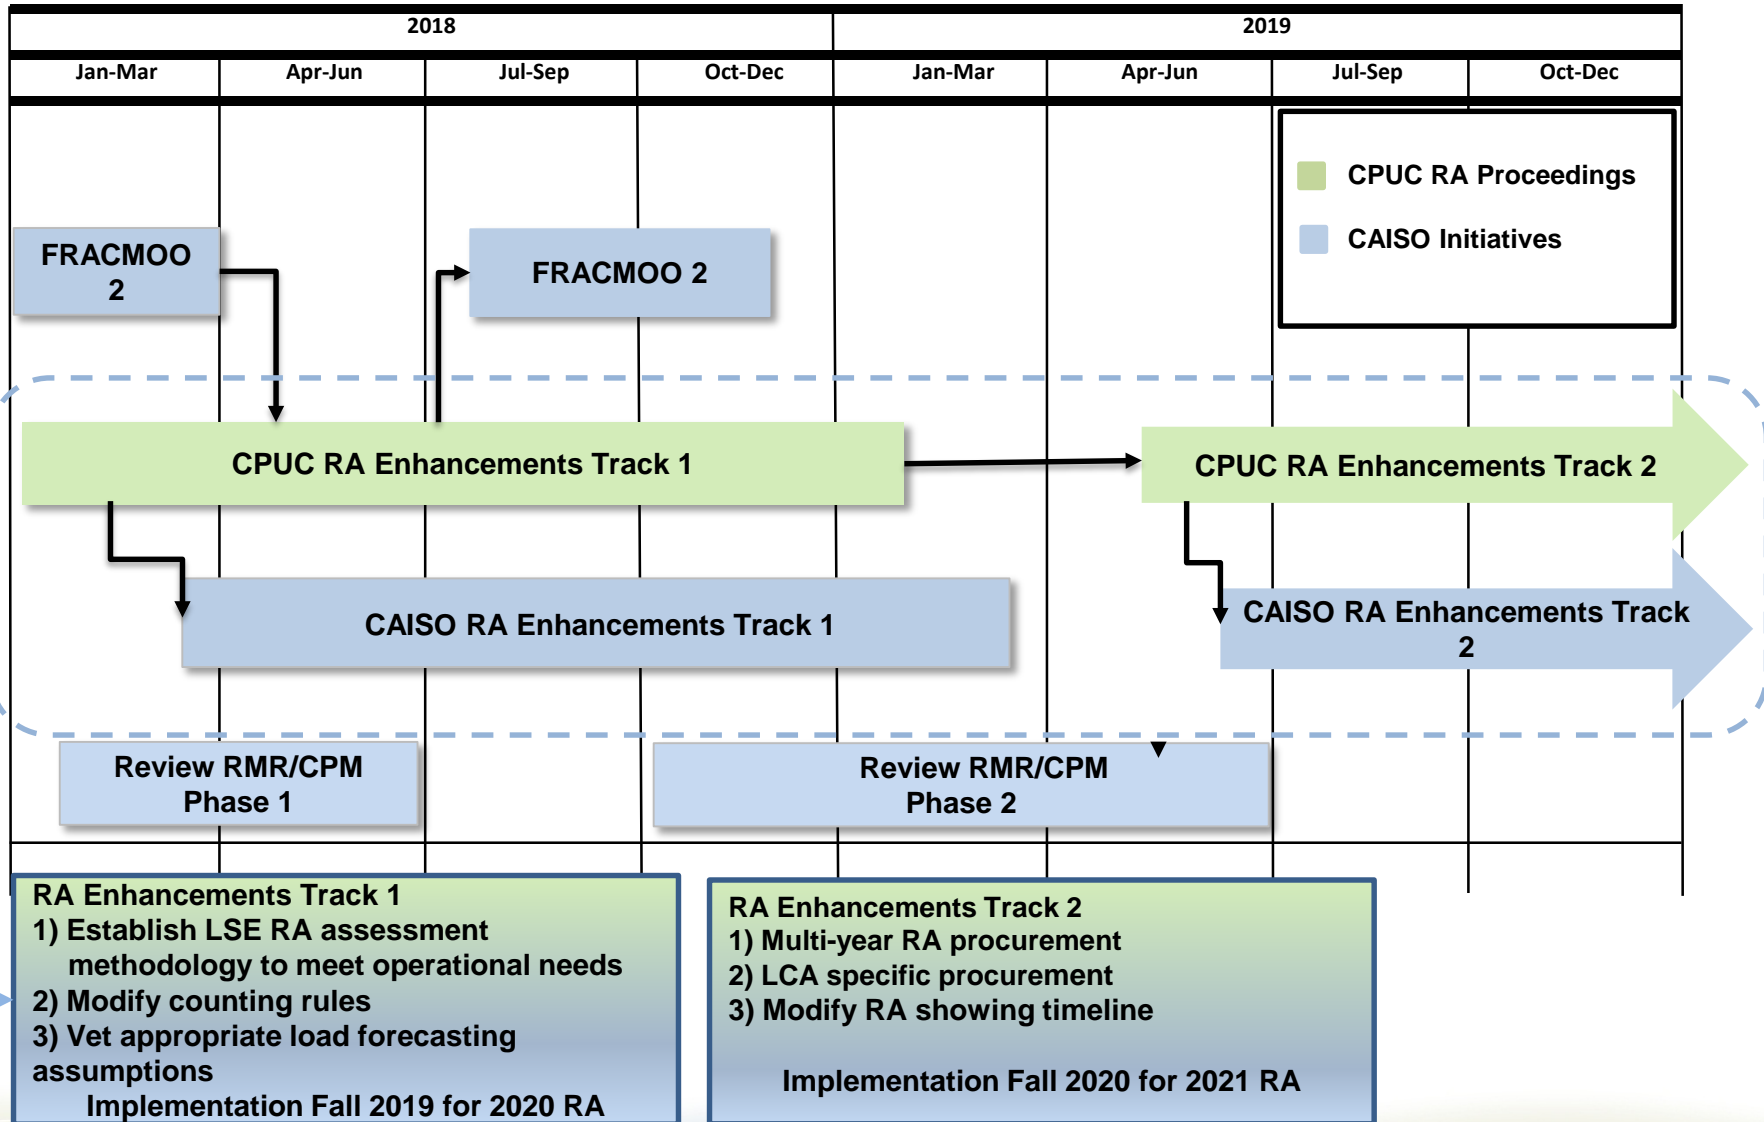 2018
2019
Jan-Mar
Apr-Jun
Jul-Sep
Oct-Dec
Jan-Mar
Apr-Jun
Jul-Sep
Oct-Dec
CPUC RA Proceedings
CAISO Initiatives
FRACMOO
2
FRACMOO 2
CPUC RA Enhancements Track 1
CPUC RA Enhancements Track 2
CAISO RA Enhancements Track 1
CAISO RA Enhancements Track
2
Review RMR/CPM
Phase 1
Review RMR/CPM
Phase 2
RA Enhancements Track 1
1) Establish LSE RA assessment
methodology to meet operational needs
2) Modify counting rules
3) Vet appropriate load forecasting
assumptions
Implementation Fall 2019 for 2020 RA
RA Enhancements Track 2
1) Multi-year RA procurement
2) LCA specific procurement
3) Modify RA showing timeline
Implementation Fall 2020 for 2021 RA